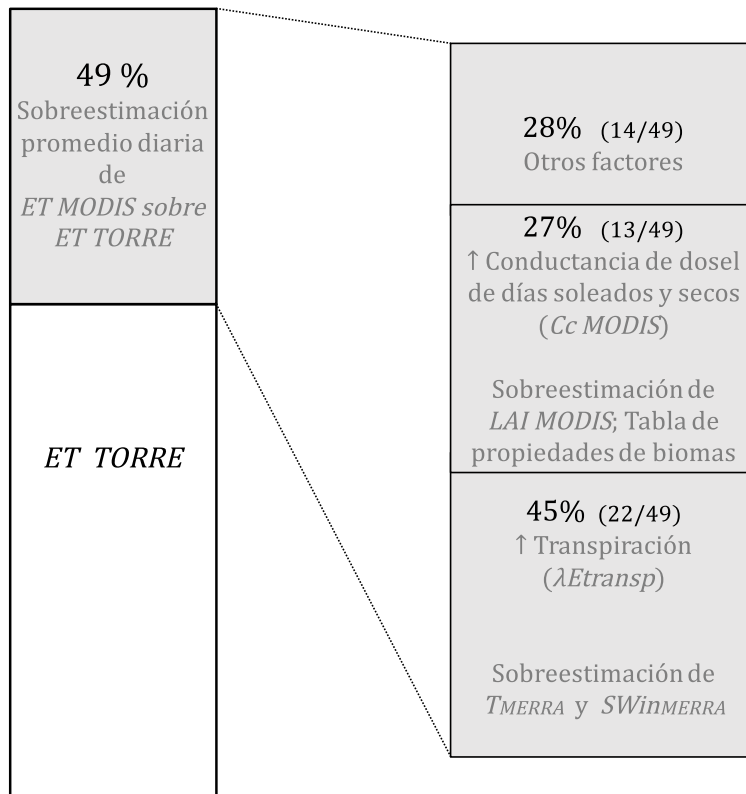 49 %
Sobreestimación
promedio diaria
de
ET MODIS sobre
ET TORRE
ET TORRE
28% (14/49)
Otros factores
27% (13/49)
↑ Conductancia de dosel
de días soleados y secos
(Cc MODIS)
Sobreestimación de
LAI MODIS; Tabla de
propiedades de biomas
45% (22/49)
↑ Transpiración
(λEtransp)
Sobreestimación de
TMERRA y SWinMERRA